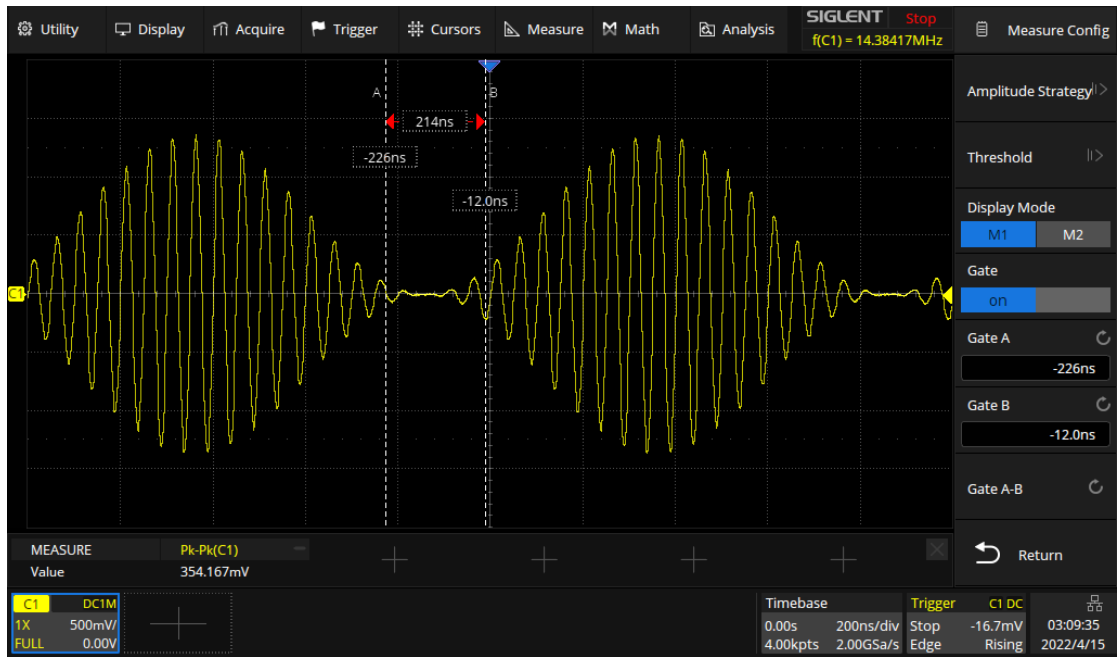 Utility Display Acquire Trigger Cursors Measure Math Analysis
SIGLENT Stop
f(C1) = 14.38417MHz
Measure Config
Amplitude Strategy
Threshold
Display Mode
M1 M2
Gate
on
Gate A
-226ns
Gate B
-12.0ns
Gate A-B
Return
A B
214ns
-226ns
-12.0ns
C1
MEASURE Pk-Pk(C1)
Value 354.167mV
C1 DC1M
1X 500mV/
FULL 0.00V
Timebase
0.00s 200ns/div
4.00kpts 2.00GSa/s
Trigger C1 DC
Stop -16.7mV
Edge Rising
03:09:35
2022/4/15